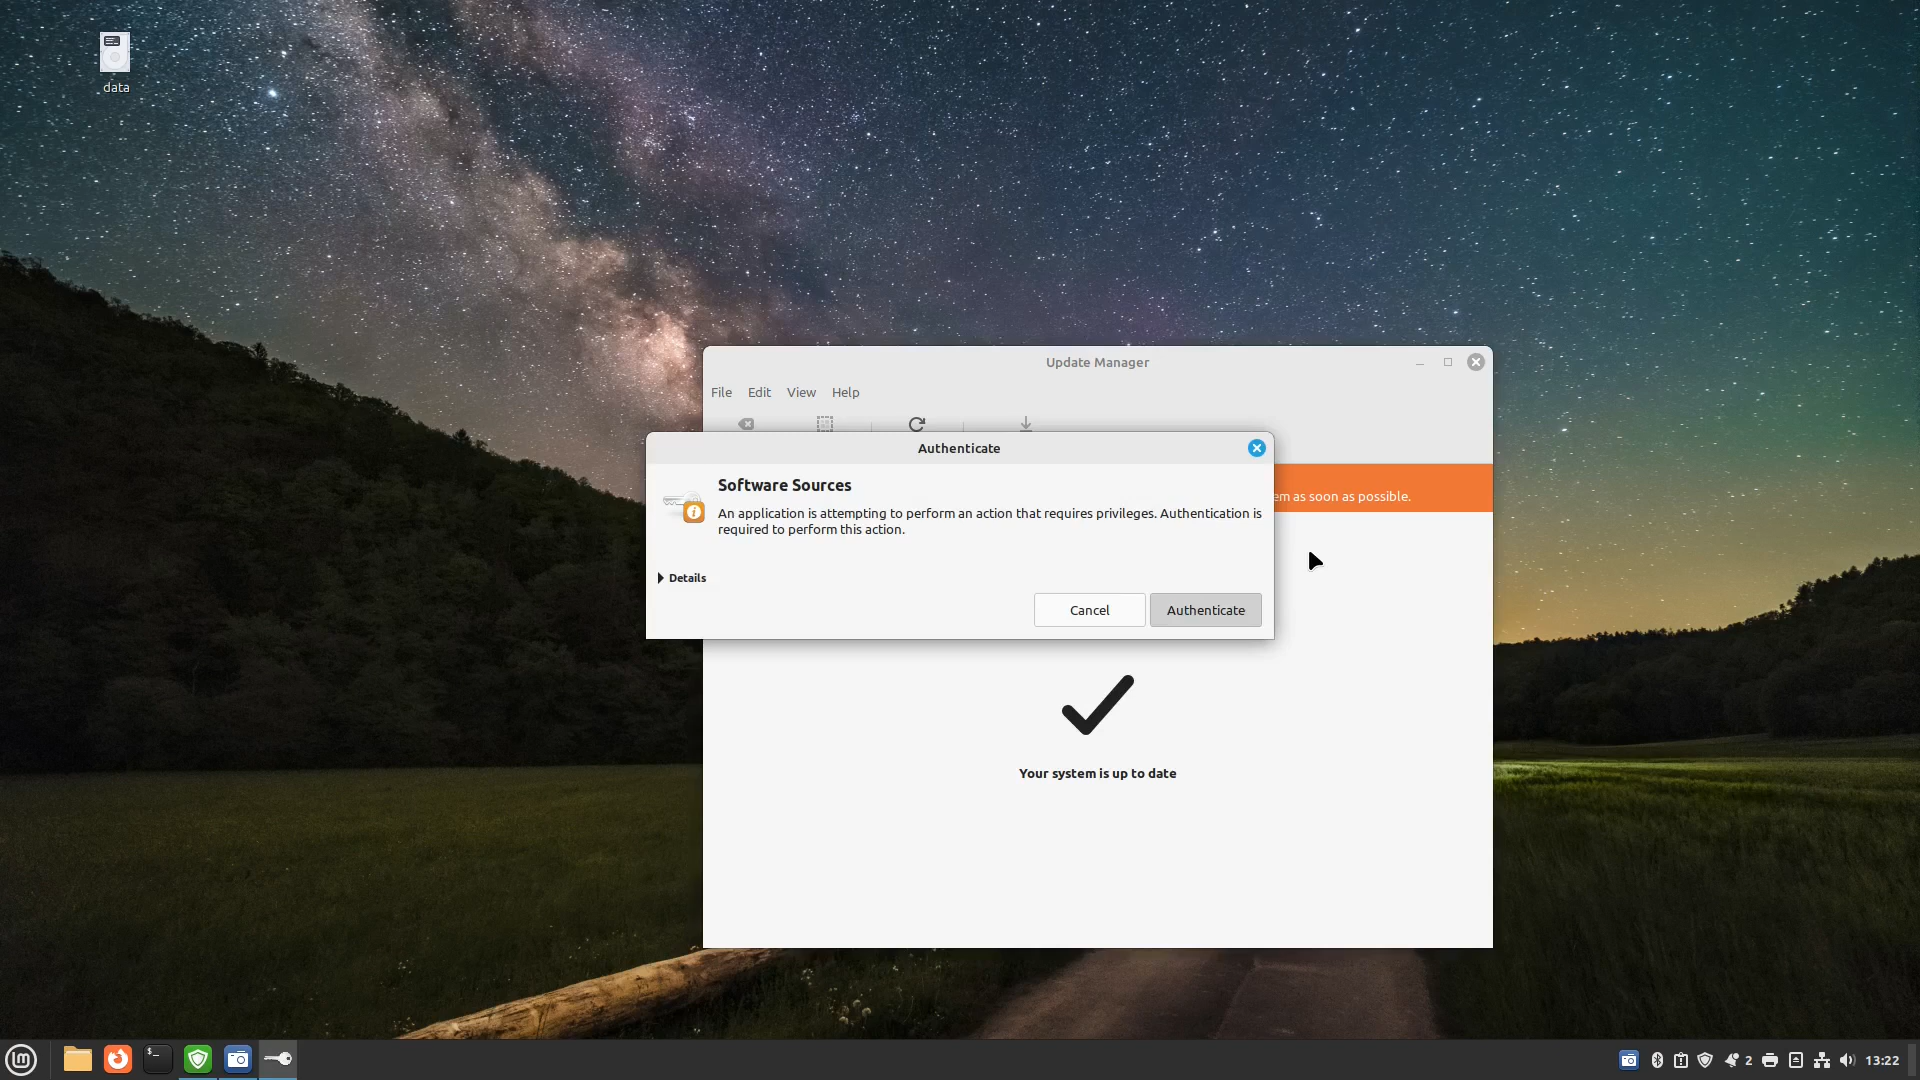 data
Update Manager
File Edit View Help
Authenticate
Software Sources
em as soon as possible.
An application is attempting to perform an action that requires privileges. Authentication is
required to perform this action.
Details
Cancel Authenticate
Your system is up to date
2 13:22